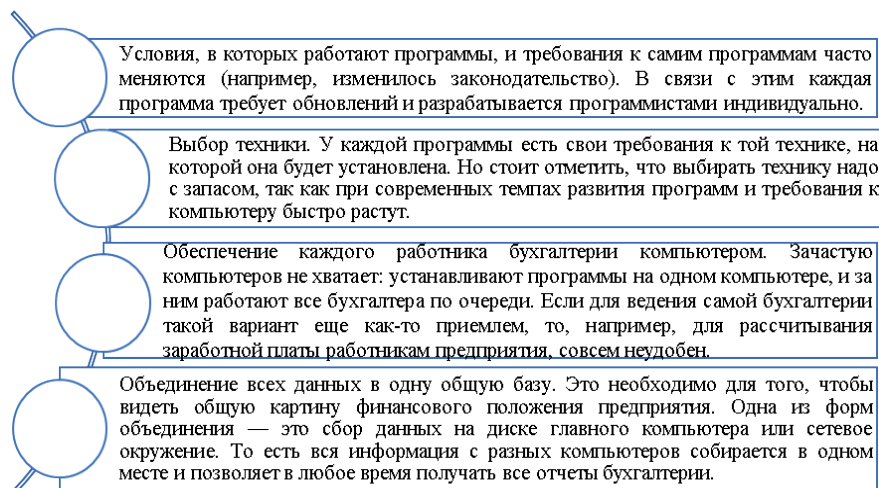 Условия, в которых работают программы, и требования к самим программам часто
меняются (например, изменилось законодательство). В связи с этим каждая
программа требует обновлений и разрабатывается программистами индивидуально.
Выбор техники. У каждой программы есть свои требования к той технике, на
которой она будет установлена. Но стоит отметить, что выбирать технику надо
с запасом, так как при современных темпах развития программ и требования к
компьютеру быстро растут.
Обеспечение каждого работника бухгалтерии компьютером. Зачастую
компьютеров не хватает: устанавливают программы на одном компьютере, и за
ним работают все бухгалтера по очереди. Если для ведения самой бухгалтерии
такой вариант еще как-то приемлем, то, например, для рассчитывания
заработной платы работникам предприятия, совсем неудобен.
Объединение всех данных в одну общую базу. Это необходимо для того, чтобы
видеть общую картину финансового положения предприятия. Одна из форм
объединения — это сбор данных на диске главного компьютера или сетевое
окружение. То есть вся информация с разных компьютеров собирается в одном
месте и позволяет в любое время получать все отчеты бухгалтерии.